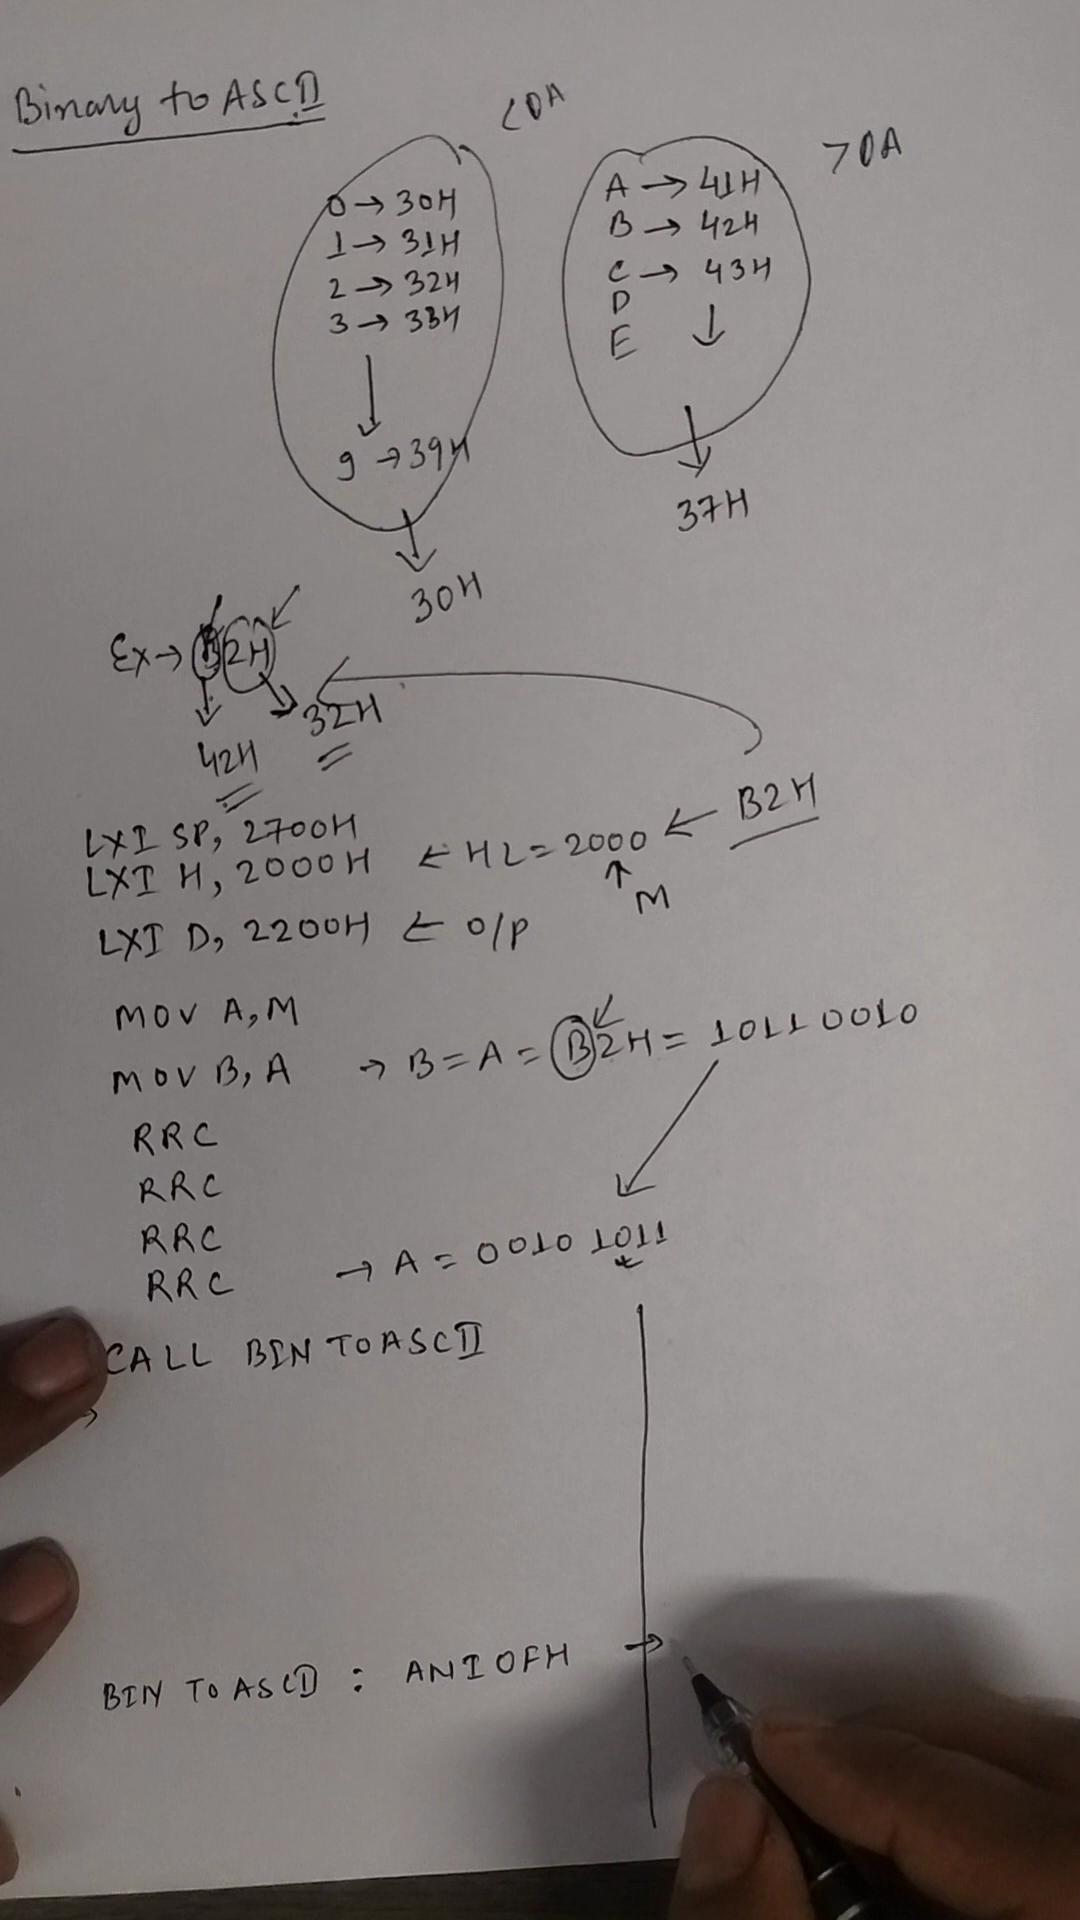 Binary to ASCII
<0A
>0A
0 → 30H
1 → 31H
2 → 32H
3 → 33H
9 → 39H
30H
A → 41H
B → 42H
C → 43H
D
E
37H
Ex → B2H
42H
32H
LXI SP, 2700H
LXI H, 2000H ← HL = 2000 ← B2H
M
LXI D, 2200H ← O/P
MOV A, M
MOV B, A → B = A = B2H = 1011 0010
RRC
RRC
RRC
RRC → A = 0010 1011
CALL BIN TO ASCII
BIN TO ASCII : ANI 0FH →